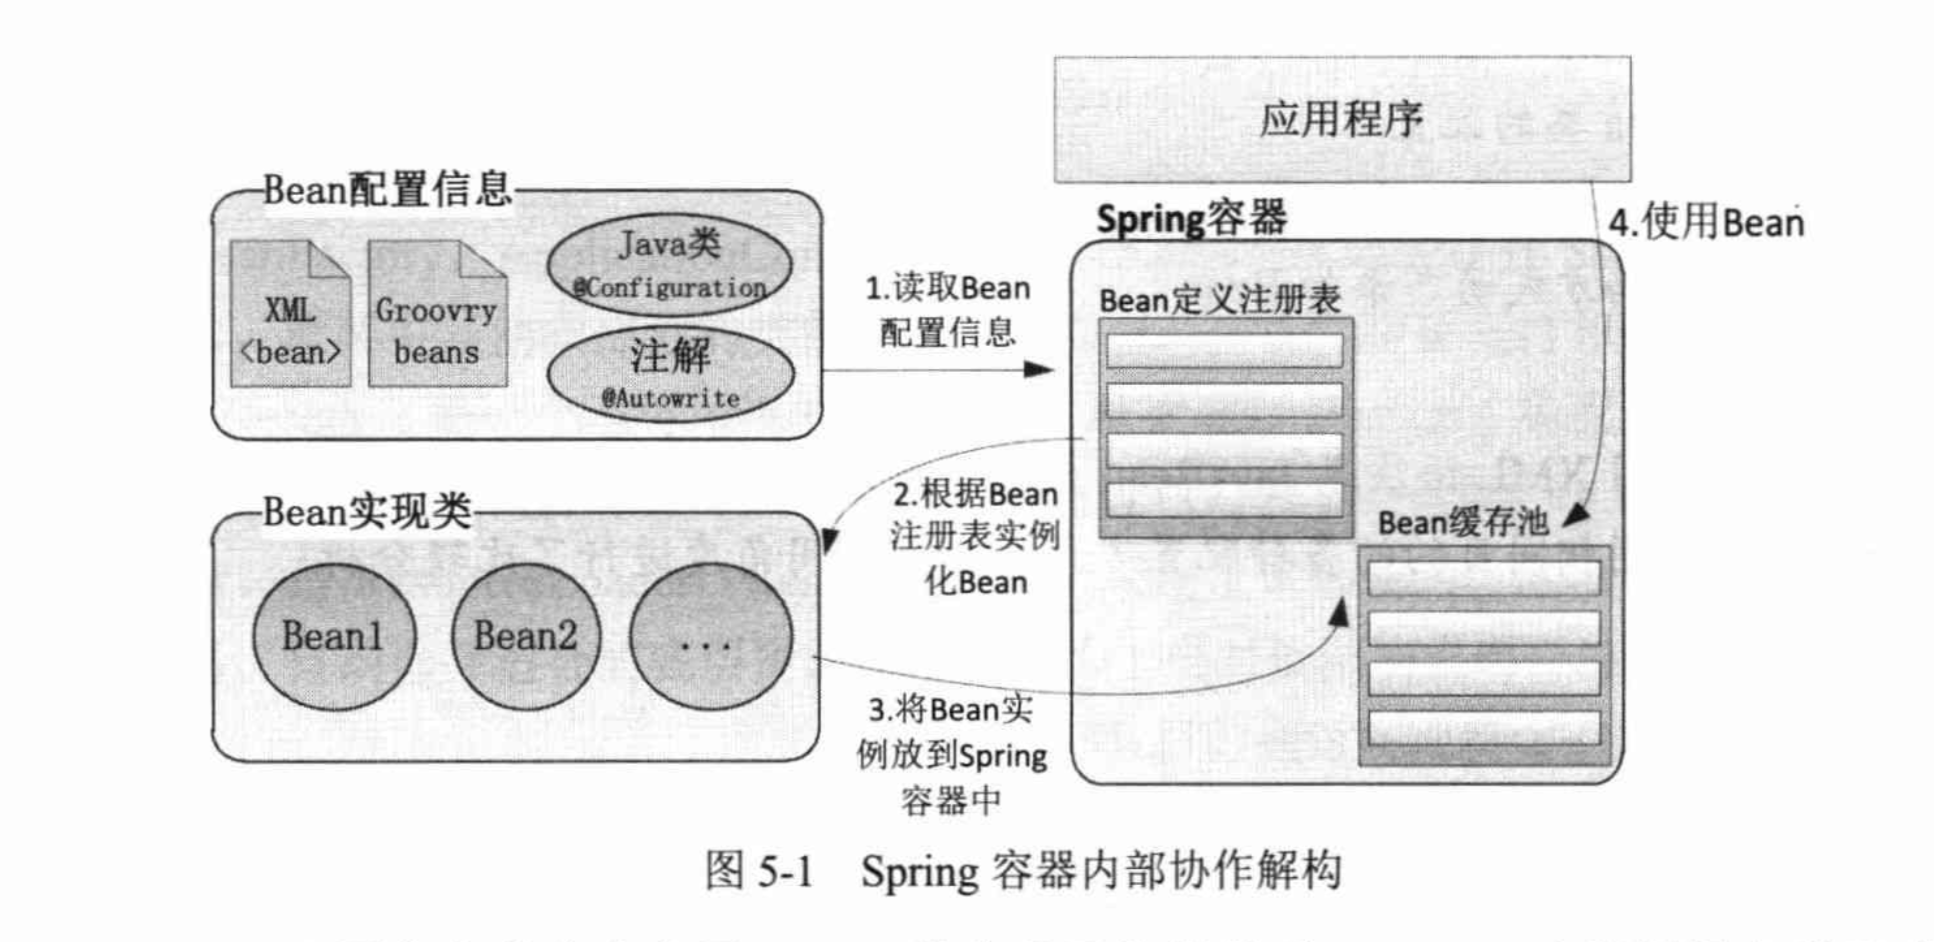 应用程序
Bean配置信息
XML
<bean>
Groovry
beans
Java类
@Configuration
注解
@Autowrite
1.读取Bean
配置信息
Spring容器
4.使用Bean
Bean定义注册表
Bean缓存池
2.根据Bean
注册表实例
化Bean
Bean实现类
Bean1
Bean2
...
3.将Bean实
例放到Spring
容器中
图 5-1 Spring 容器内部协作解构